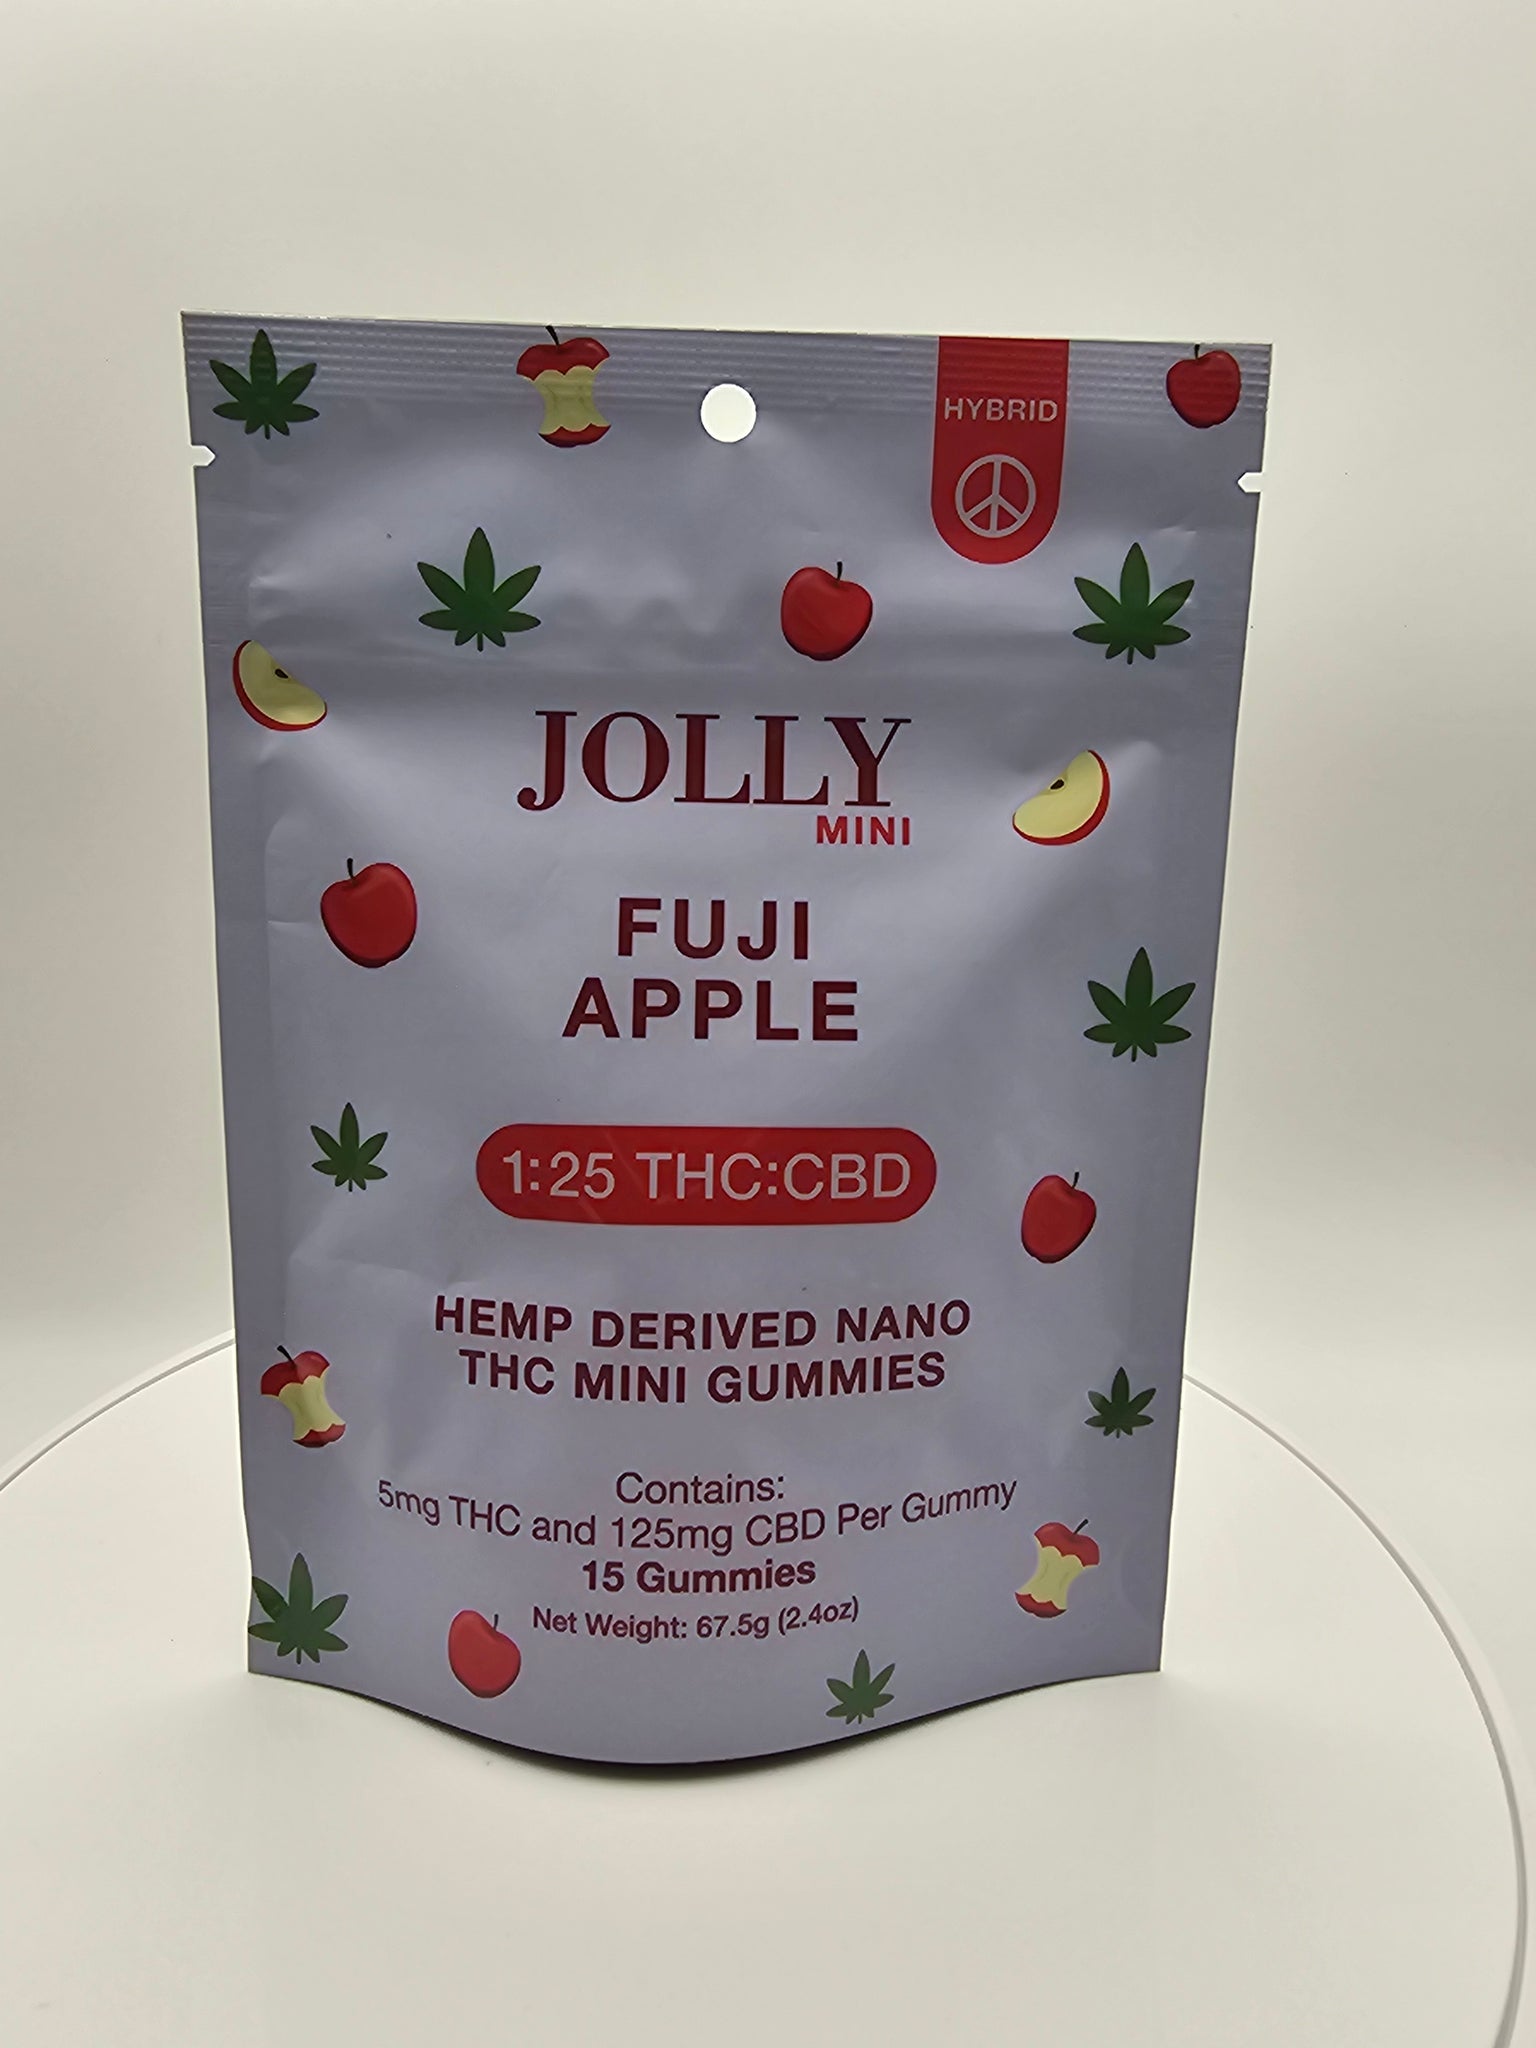 HYBRID
JOLLY
MINI
FUJI
APPLE
1:25 THC:CBD
HEMP DERIVED NANO
THC MINI GUMMIES
Contains:
5mg THC and 125mg CBD Per Gummy
15 Gummies
Net Weight: 67.5g (2.4oz)